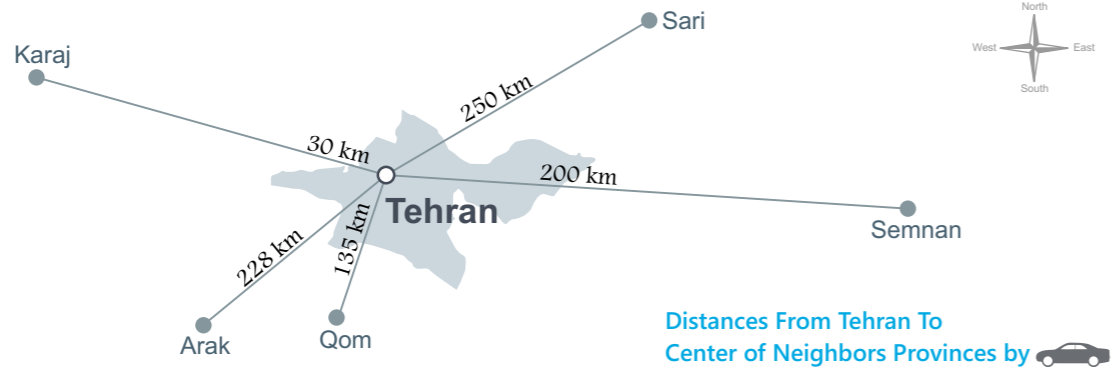 North
Sari
West
East
Karaj
South
250 km
30 km
200 km
Tehran
135 km
228 km
Semnan
Qom
Arak
Distances From Tehran To
Center of Neighbors Provinces by